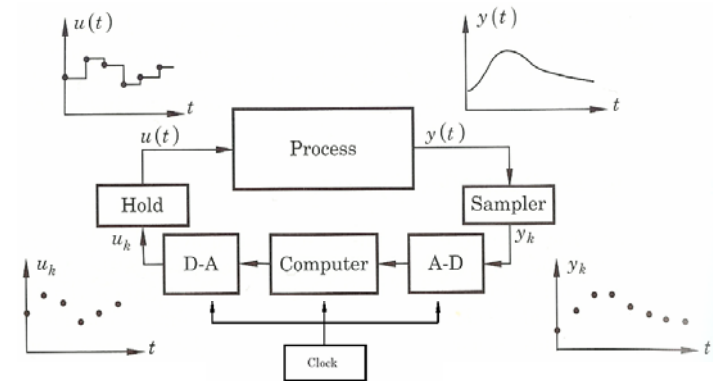 u(t)
y(t)
t
t
u(t)
Process
y(t)
Hold
Sampler
u_k
y_k
D-A
Computer
A-D
u_k
y_k
t
t
Clock